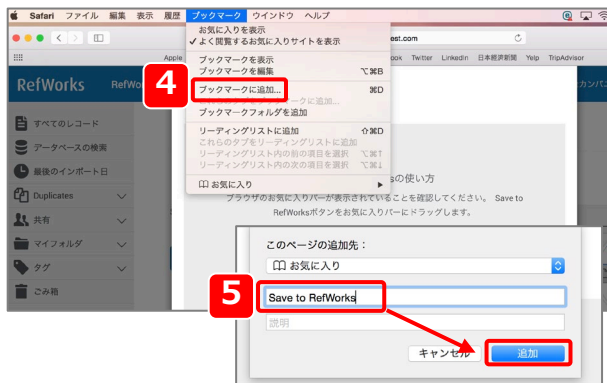 Safari ファイル 編集 表示 履歴 ブックマーク ウインドウ ヘルプ
お気に入りを表示
✓ よく閲覧するお気に入りサイトを表示
est.com
Apple
ブックマークを表示
ook Twitter LinkedIn 日本経済新聞 Yelp TripAdvisor
ブックマークを編集 ⌥⌘B
RefWorks RefWo
4
ブックマークに追加... ⌘D
ブックマークフォルダを追加
すべてのレコード
リーディングリストに追加 ⇧⌘D
これらのタブをリーディングリストに追加
データベースの検索
リーディングリスト内の前の項目を選択 ⌥⌘↑
リーディングリスト内の次の項目を選択 ⌥⌘↓
最後のインポート日
お気に入り ▶
の使い方
Duplicates
ブラウザのお気に入りバーが表示されていることを確認してください。 Save to
RefWorksボタンをお気に入りバーにドラッグします。
共有
マイフォルダ
タグ
ごみ箱
このページの追加先：
お気に入り
5
Save to RefWorks
説明
キャンセル 追加